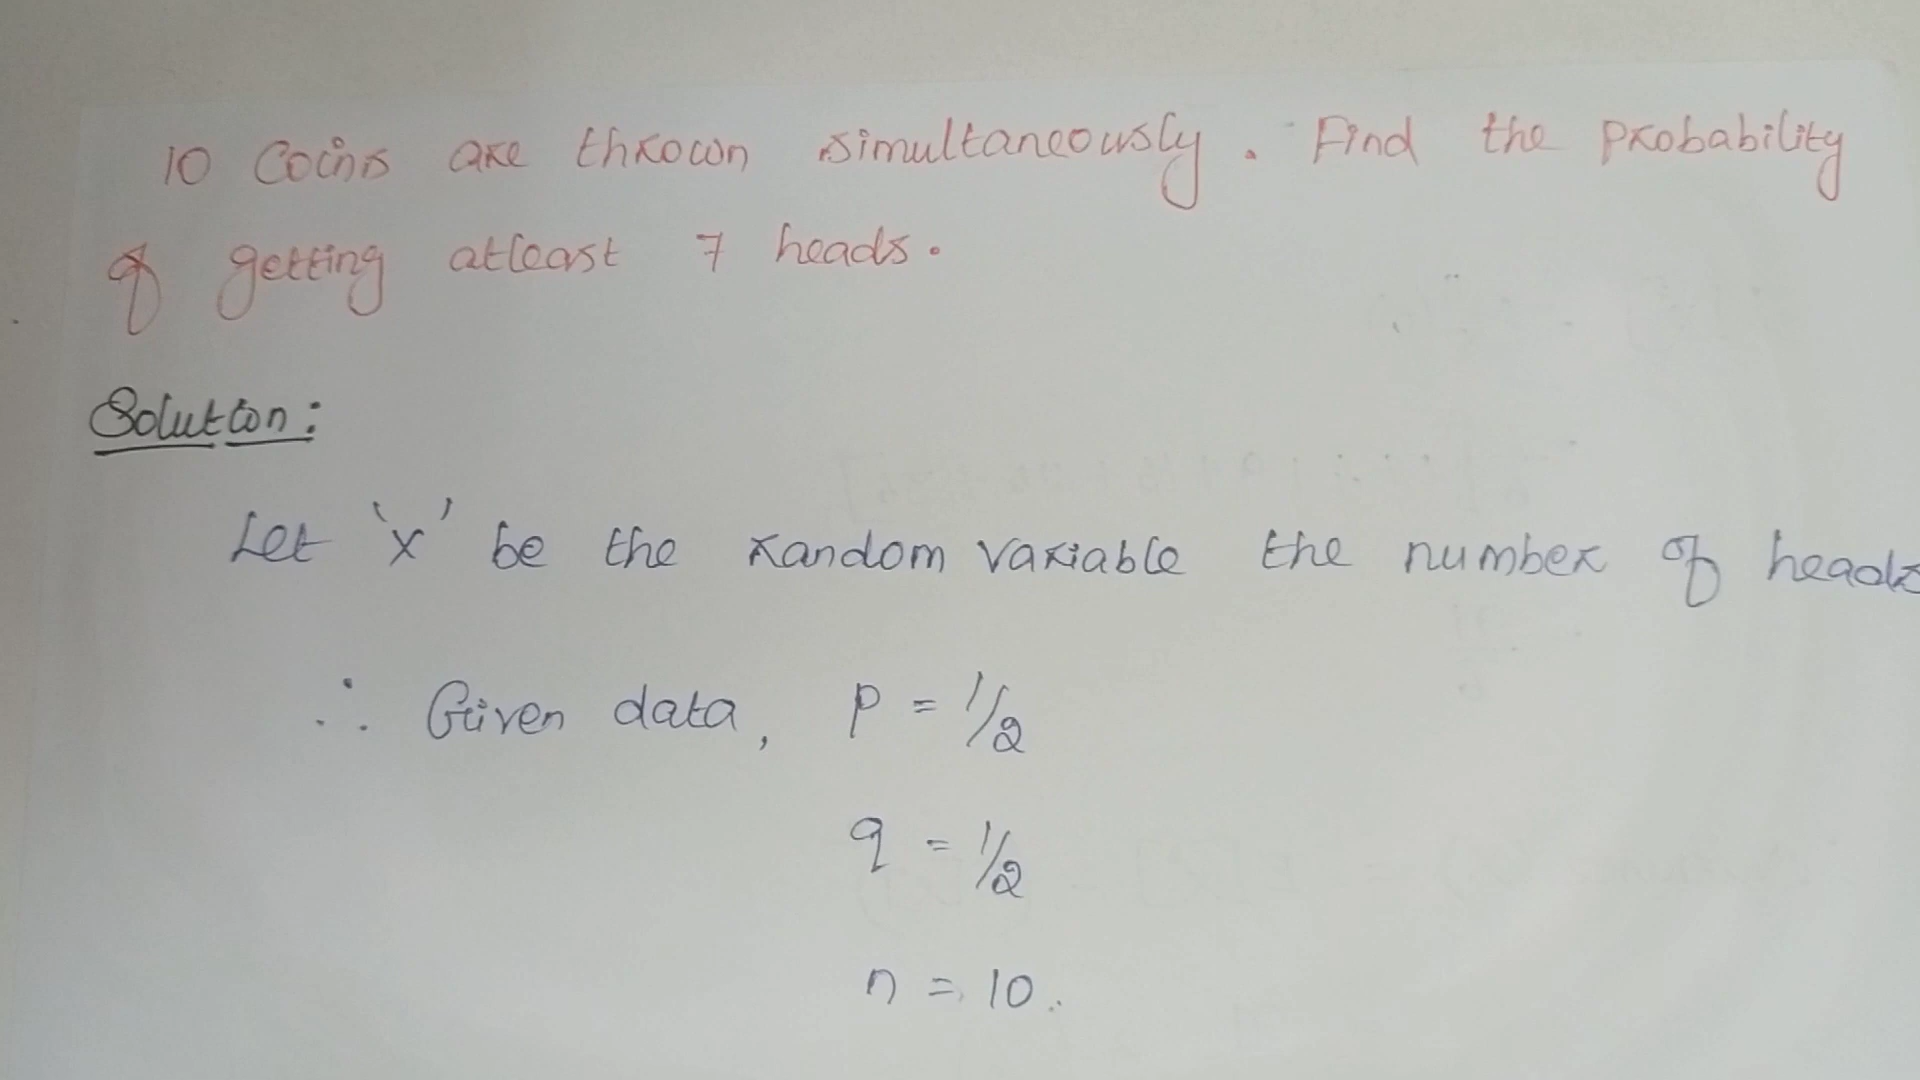 10 Coins are thrown simultaneously. Find the probability
of getting atleast 7 heads.
Solution:
Let 'x' be the random variable the number of heads
∴ Given data, P = 1/2
q = 1/2
n = 10.